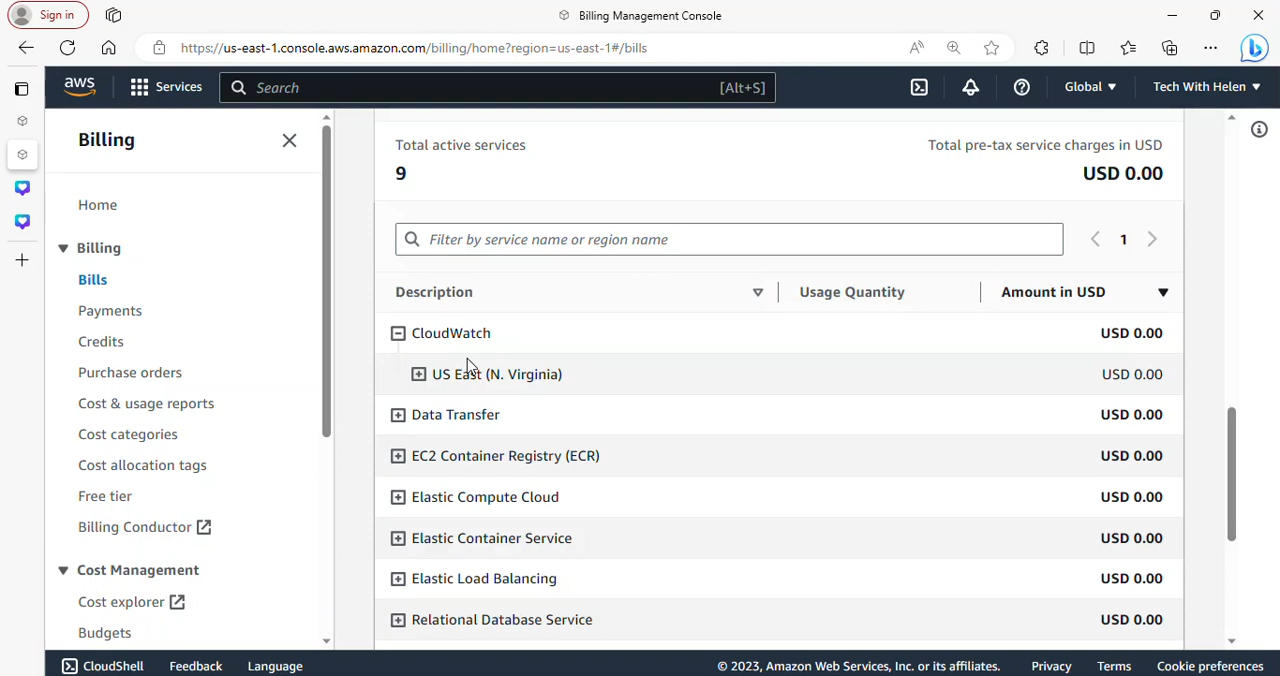 Sign in
Billing Management Console
https://us-east-1.console.aws.amazon.com/billing/home?region=us-east-1#/bills
aws
Services
Search
[Alt+S]
Global ▼
Tech With Helen ▼
Billing
Home
Billing
Bills
Payments
Credits
Purchase orders
Cost & usage reports
Cost categories
Cost allocation tags
Free tier
Billing Conductor
Cost Management
Cost explorer
Budgets
Total active services
Total pre-tax service charges in USD
9
USD 0.00
Filter by service name or region name
1
Description
Usage Quantity
Amount in USD
CloudWatch USD 0.00
US East (N. Virginia) USD 0.00
Data Transfer USD 0.00
EC2 Container Registry (ECR) USD 0.00
Elastic Compute Cloud USD 0.00
Elastic Container Service USD 0.00
Elastic Load Balancing USD 0.00
Relational Database Service USD 0.00
CloudShell
Feedback
Language
© 2023, Amazon Web Services, Inc. or its affiliates.
Privacy
Terms
Cookie preferences